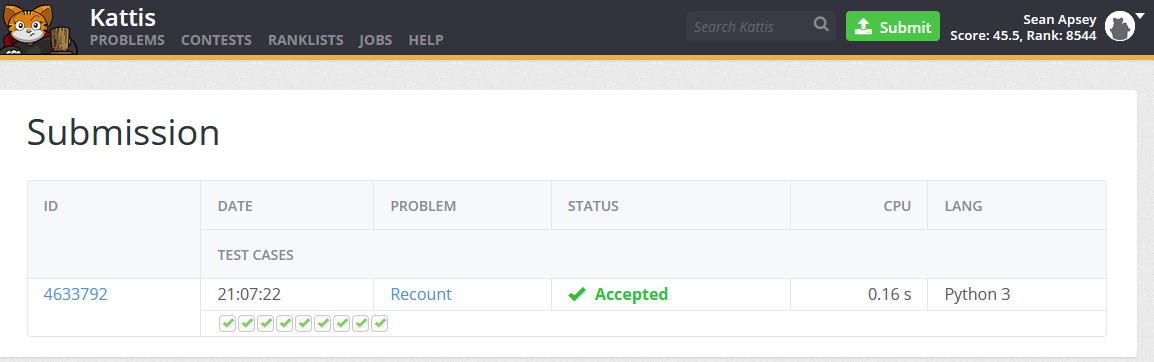 Kattis
PROBLEMS CONTESTS RANKLISTS JOBS HELP
Search Kattis
Submit
Sean Apsey
Score: 45.5, Rank: 8544
Submission
ID DATE PROBLEM STATUS CPU LANG
TEST CASES
4633792 21:07:22 Recount Accepted 0.16 s Python 3